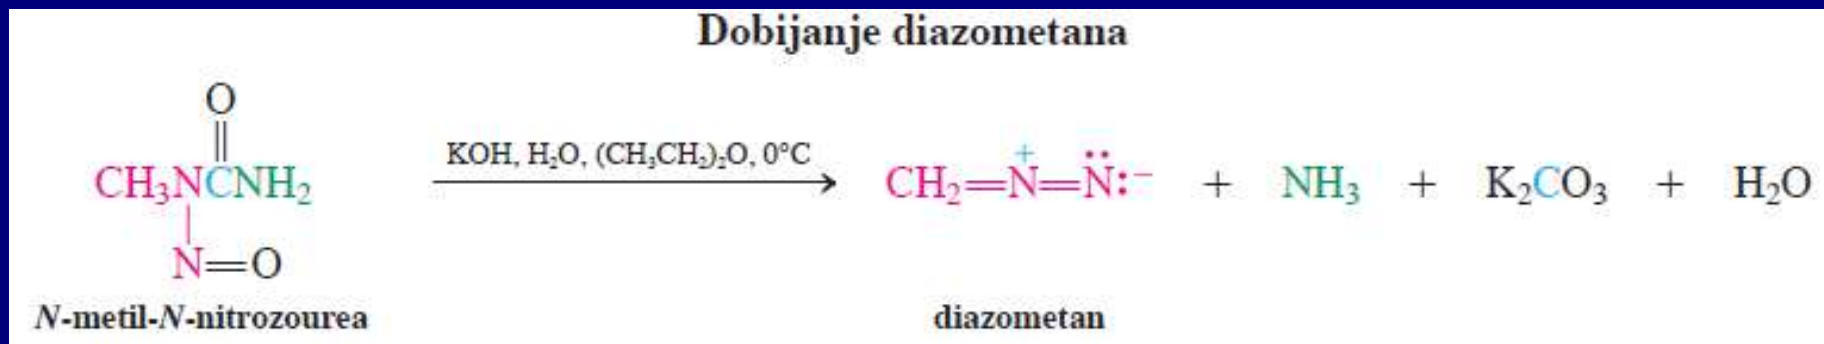 Dobijanje diazometana
O
CH₃NCNH₂
N=O
KOH, H₂O, (CH₃CH₂)₂O, 0°C
CH₂=N⁺=N̈:⁻ + NH₃ + K₂CO₃ + H₂O
N-metil-N-nitrozourea
diazometan